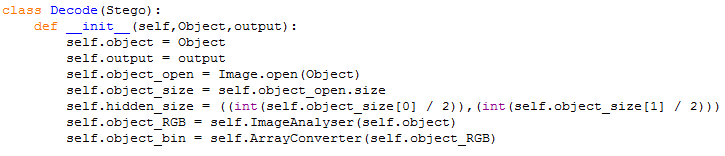 class Decode(Stego):
    def __init__(self,Object,output):
        self.object = Object
        self.output = output
        self.object_open = Image.open(Object)
        self.object_size = self.object_open.size
        self.hidden_size = ((int(self.object_size[0] / 2)),(int(self.object_size[1] / 2)))
        self.object_RGB = self.ImageAnalyser(self.object)
        self.object_bin = self.ArrayConverter(self.object_RGB)